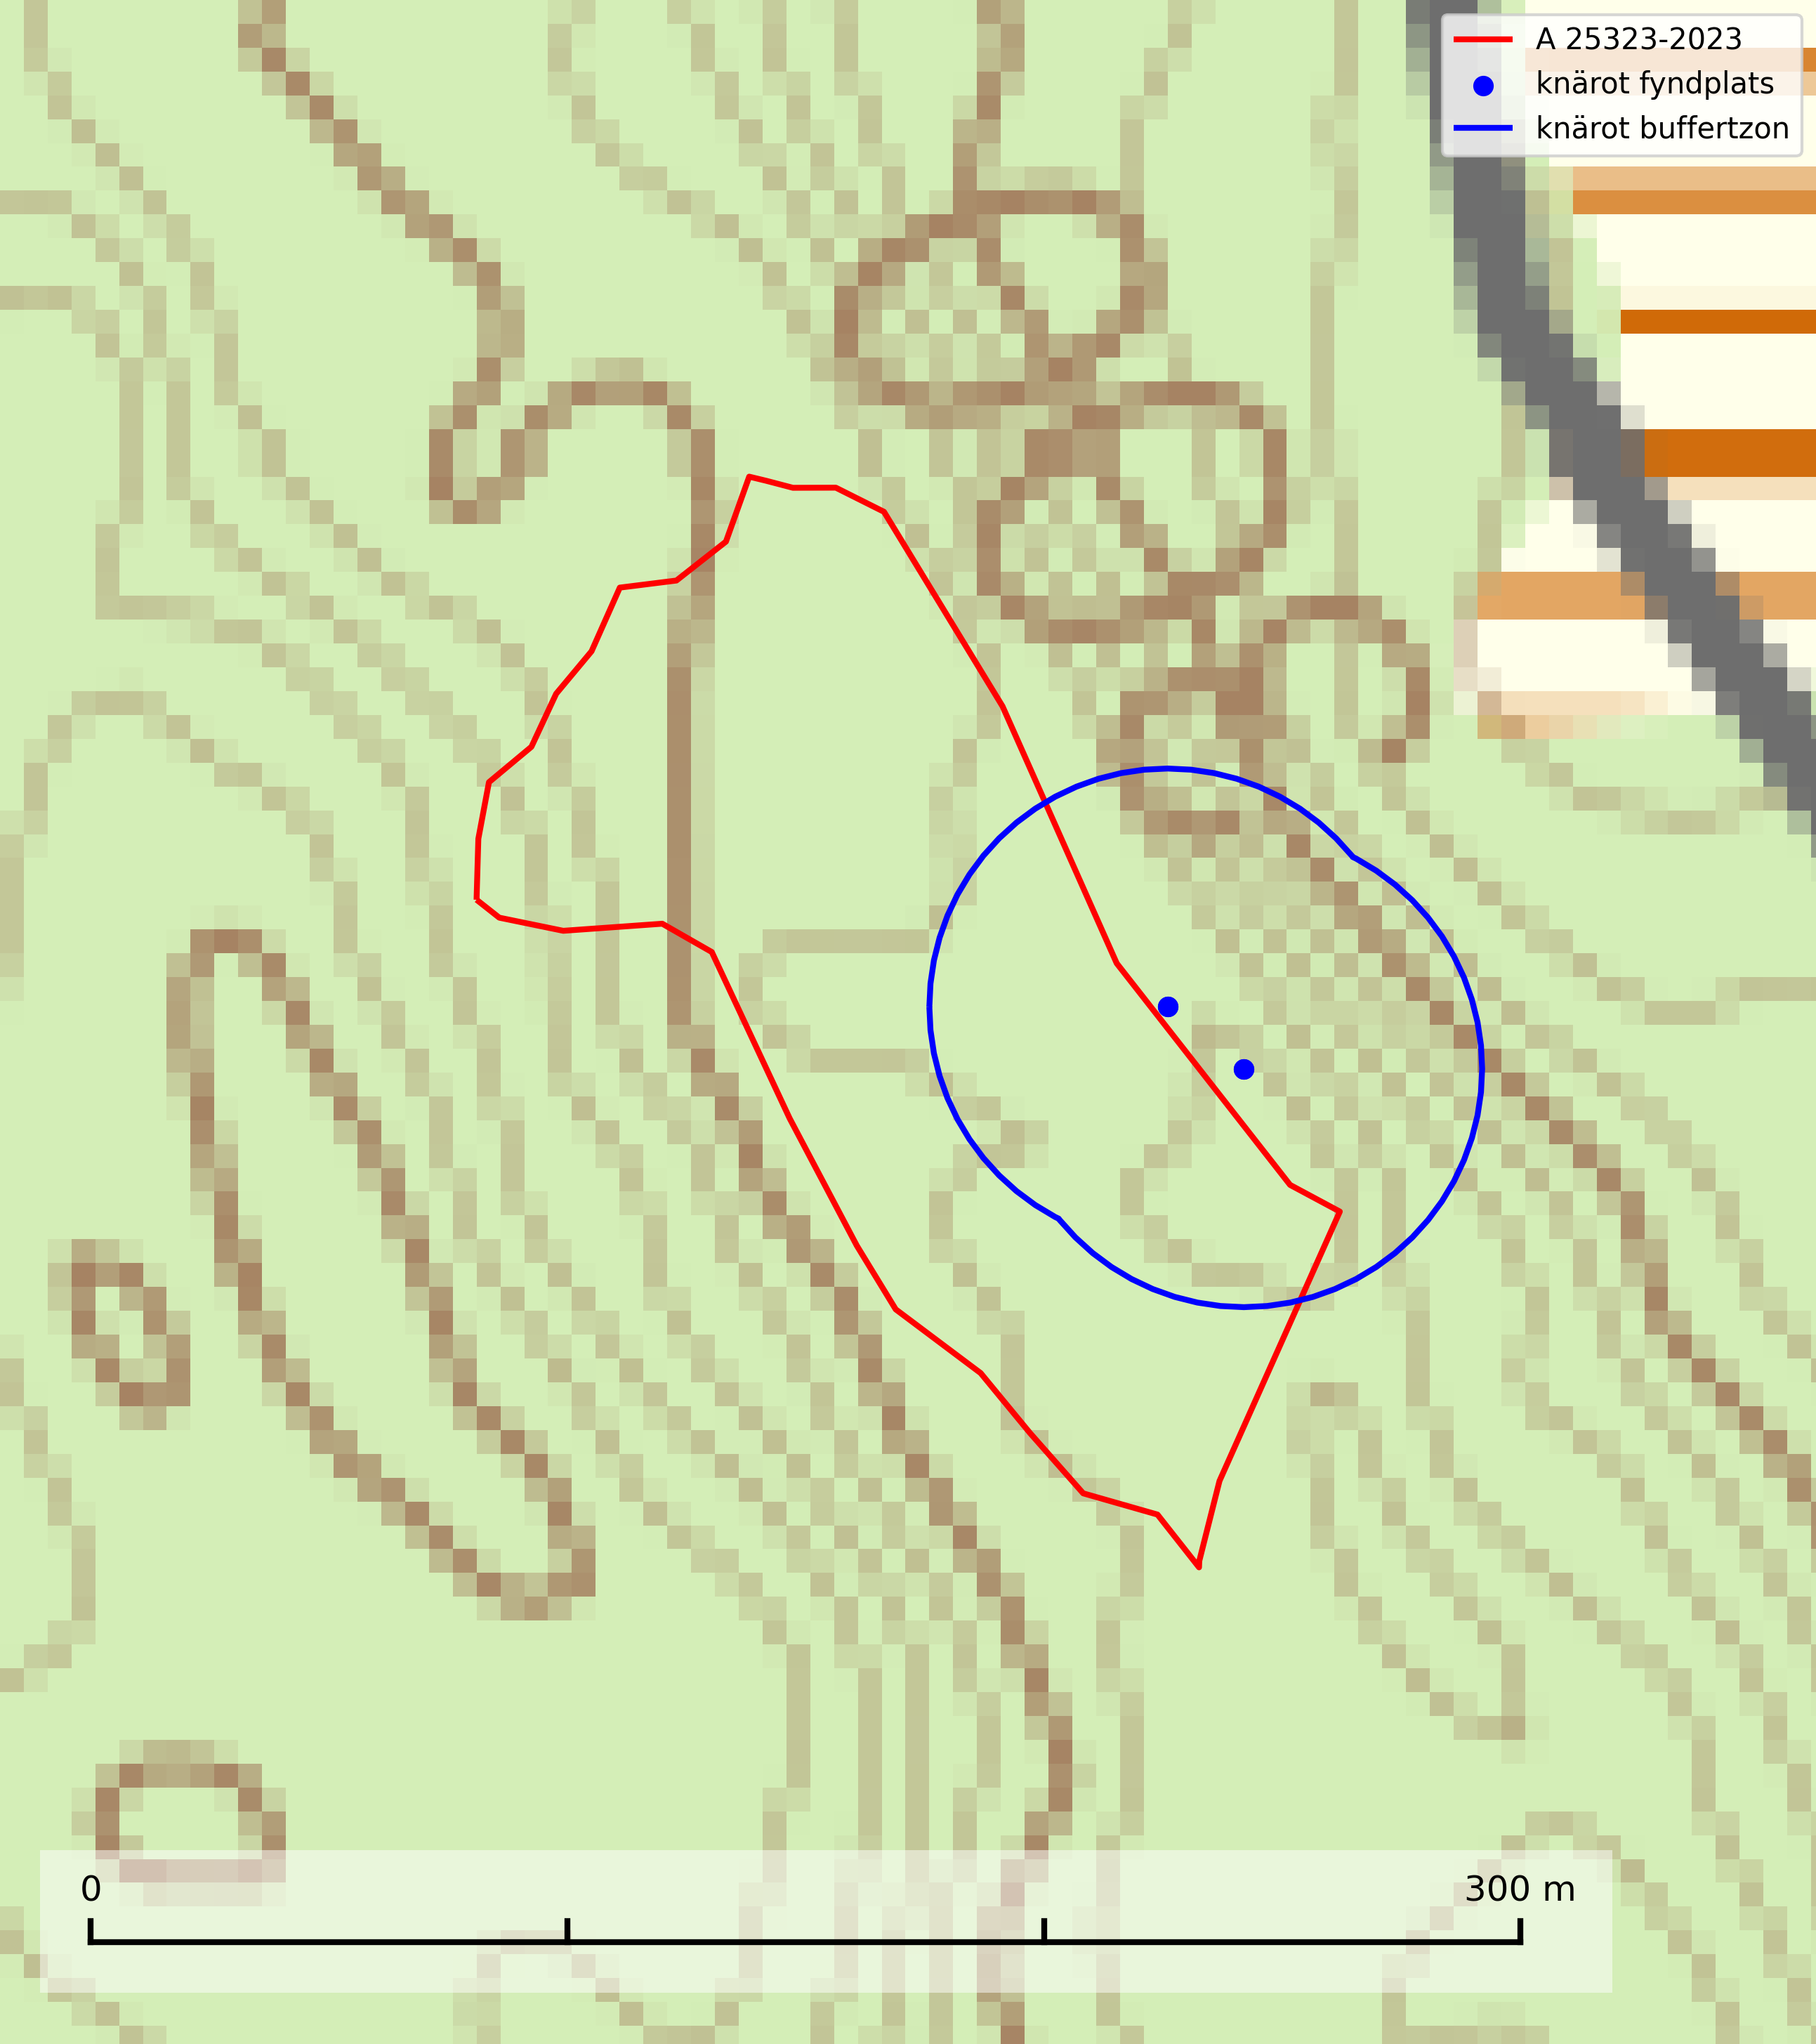 A 25323-2023
knärot fyndplats
knärot buffertzon
0 300 m